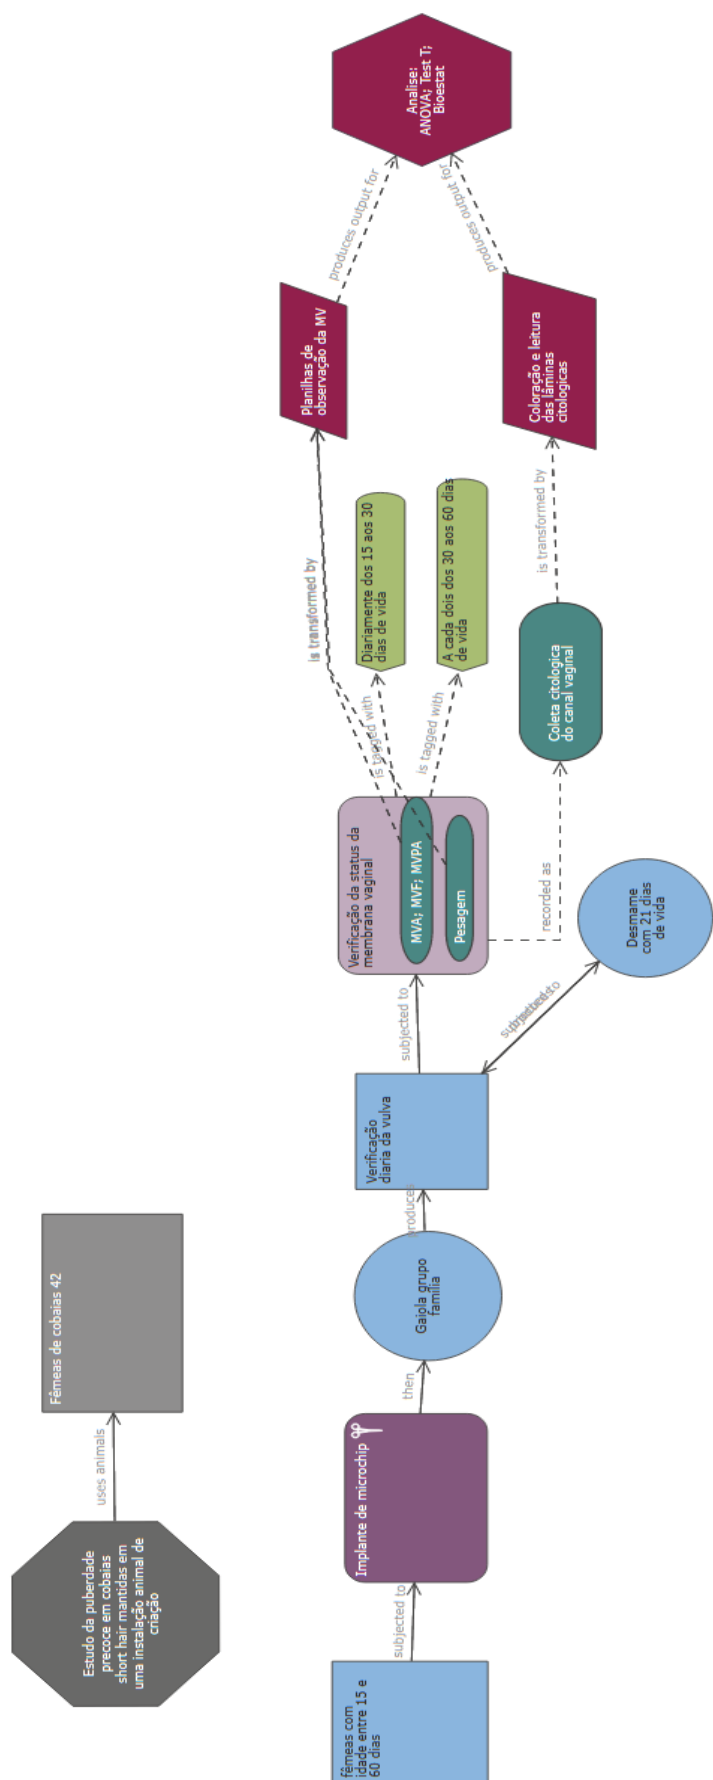 Estudo da puberdade
precoce em cobaias
short hair mantidas em
uma instalação animal de
criação
uses animals
Fêmeas de cobaias 42
fêmeas com
idade entre 15 e
60 dias
subjected to
Implante de microchip
then
Gaiola grupo
família
produces
Verificação
diaria da vulva
subjected to
Desmame
com 21 dias
de vida
subjected to
Verificação da status da
membrana vaginal
MVA; MVF; MVPA
Pesagem
is tagged with
Diariamente dos 15 aos 30
dias de vida
is tagged with
A cada dois dos 30 aos 60 dias
de vida
recorded as
Coleta citologica
do canal vaginal
is transformed by
Planilhas de
observação da MV
is transformed by
Coloração e leitura
das lâminas
citologicas
produces output for
produces output for
Analise:
ANOVA; Test T;
Bioestat